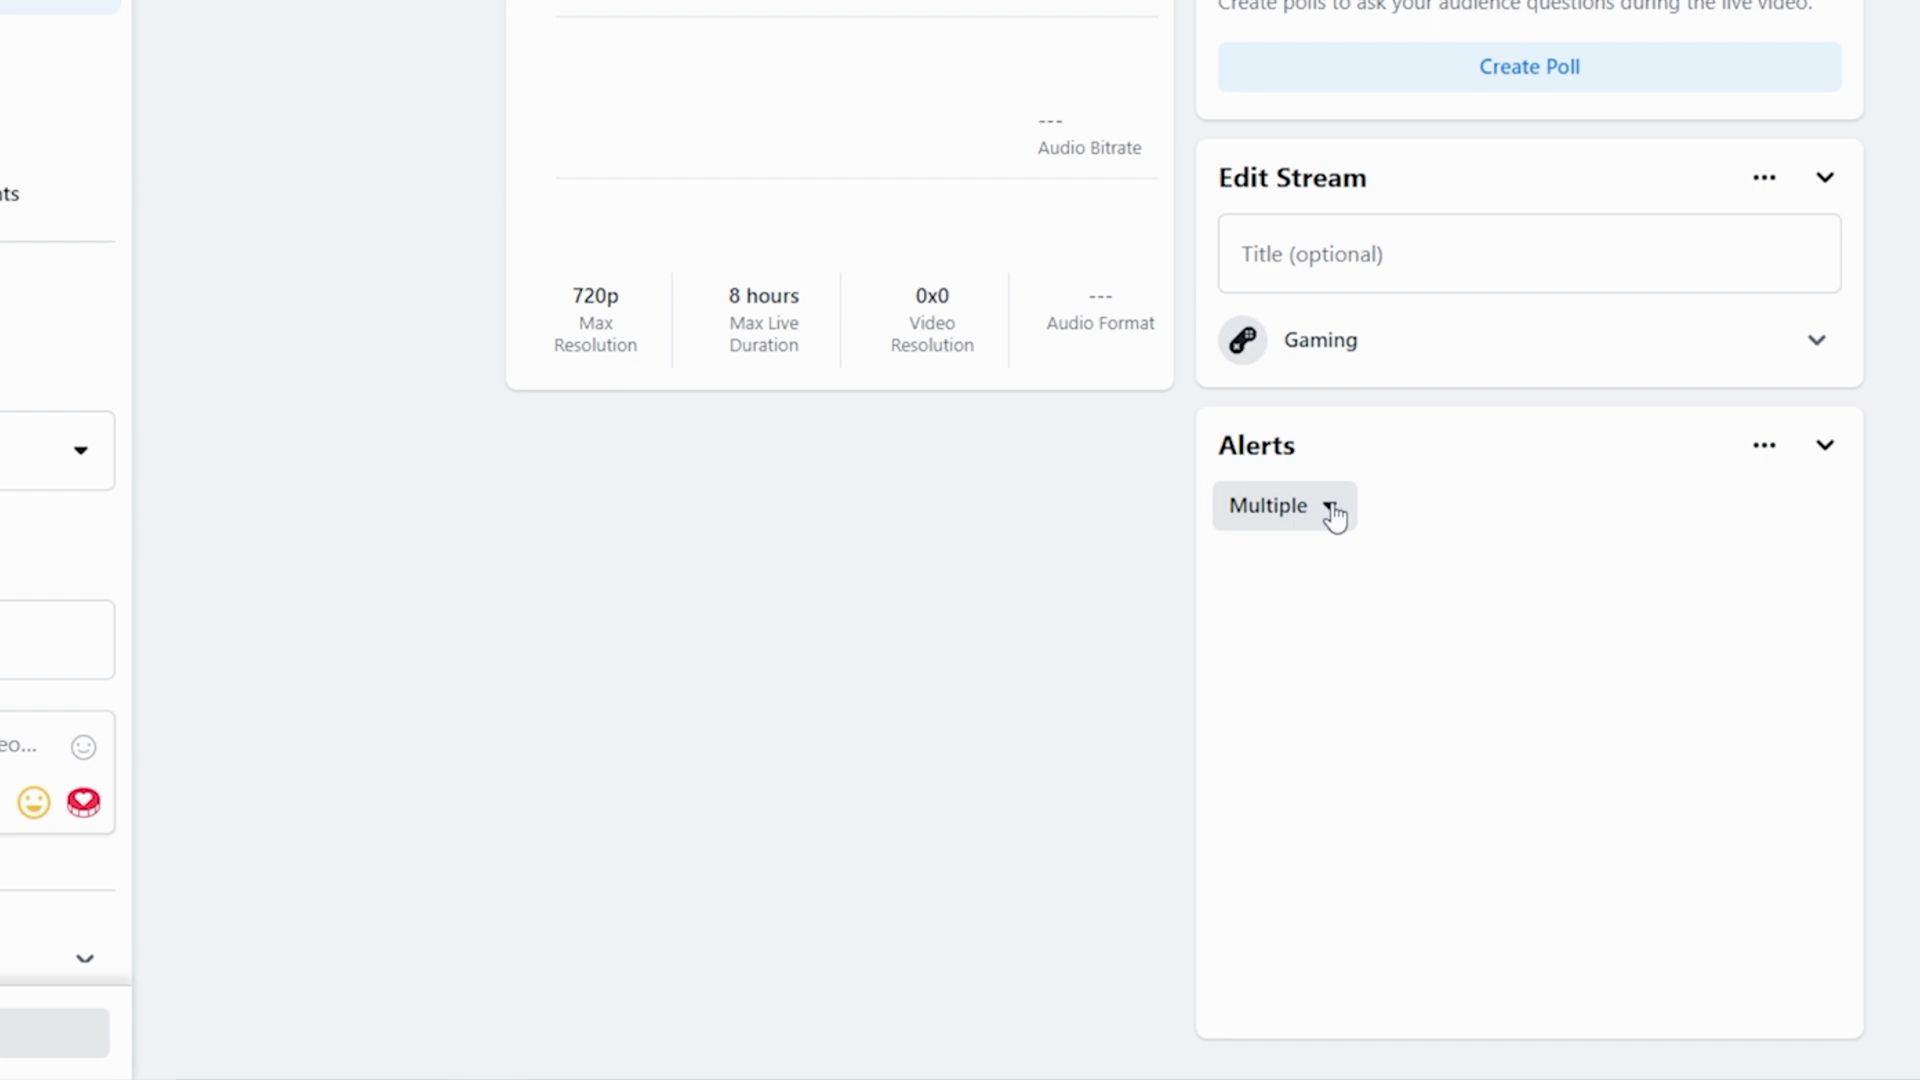 nts
eo...
---
Audio Bitrate
720p
Max
Resolution
8 hours
Max Live
Duration
0x0
Video
Resolution
---
Audio Format
Create polls to ask your audience questions during the live video.
Create Poll
Edit Stream
Title (optional)
Gaming
Alerts
Multiple